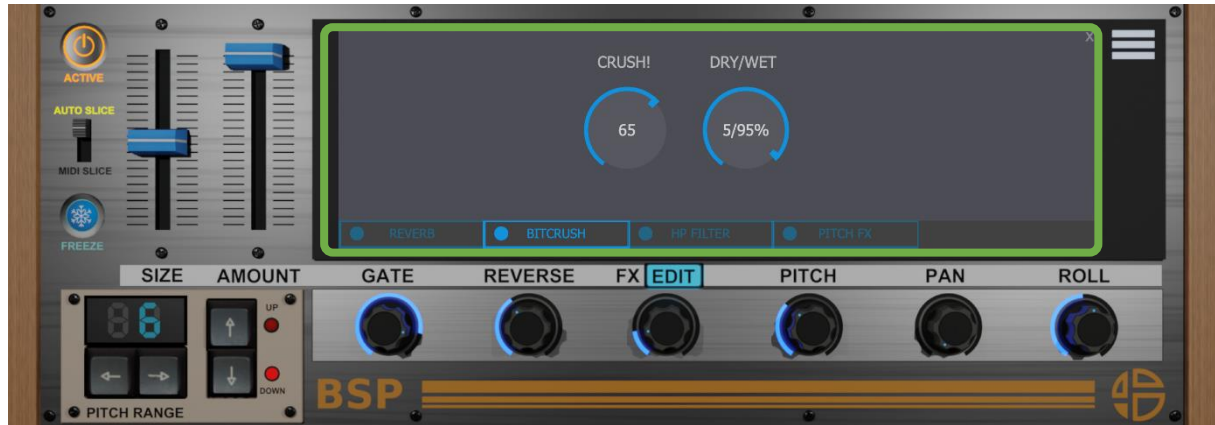 X
CRUSH! DRY/WET
ACTIVE
AUTO SLICE
65 5/95%
MIDI SLICE
REVERB BITCRUSH HP FILTER PITCH FX
FREEZE
SIZE AMOUNT GATE REVERSE FX EDIT PITCH PAN ROLL
6
UP
DOWN
BSP
PITCH RANGE